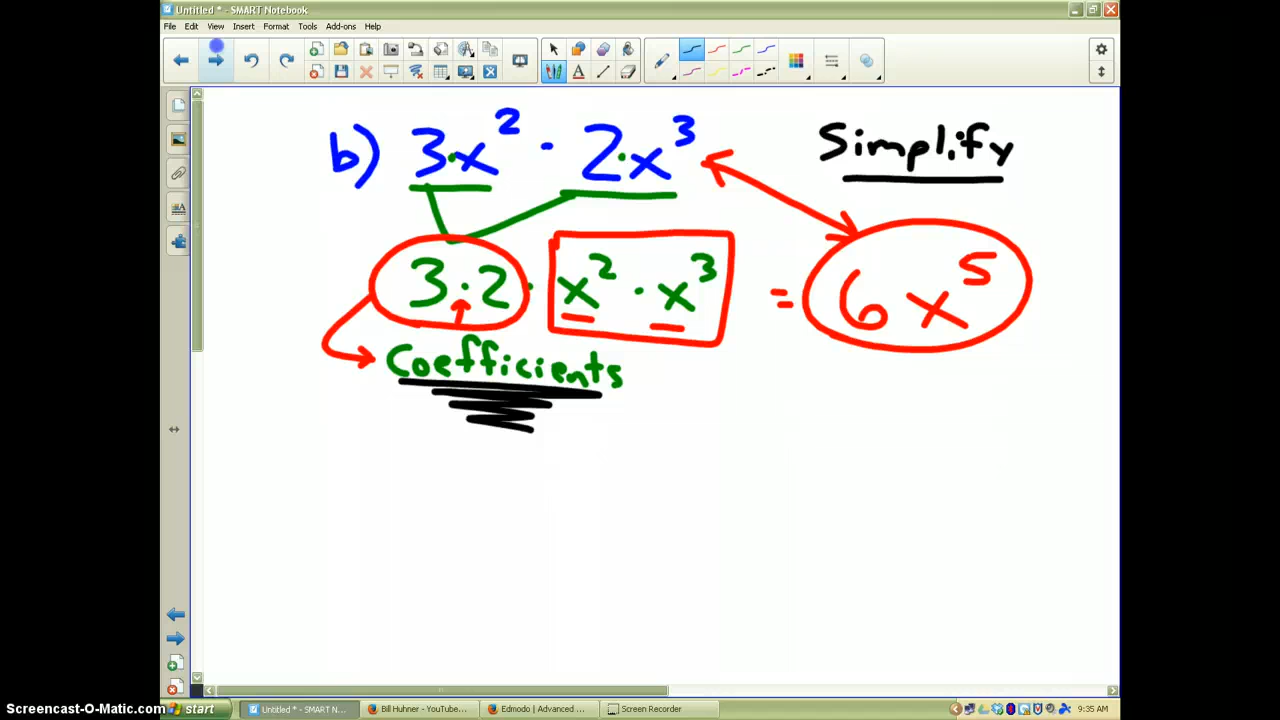 Untitled * - SMART Notebook
File Edit View Insert Format Tools Add-ons Help
b) 3·x² · 2·x³
Simplify
3·2 · x² · x³ = 6x⁵
Coefficients
Screencast-O-Matic.com
start
Untitled * - SMART N...
Bill Huhner - YouTube...
Edmodo | Advanced ...
Screen Recorder
9:35 AM